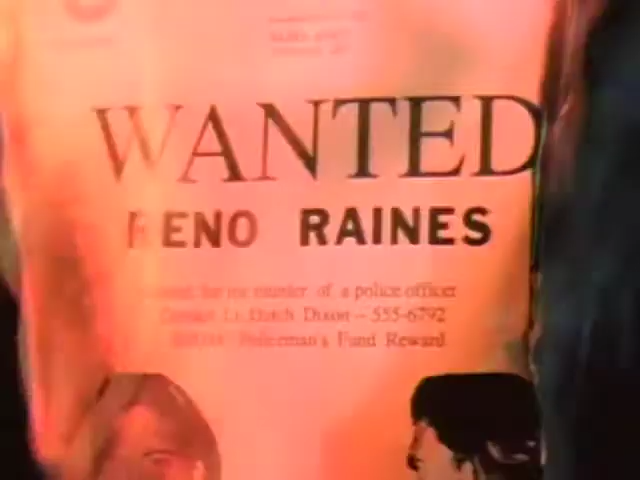 WANTED
RENO RAINES
for the murder of a police officer
Contact Lt. Dutch Dixon - 555-6792
Policeman's Fund Reward